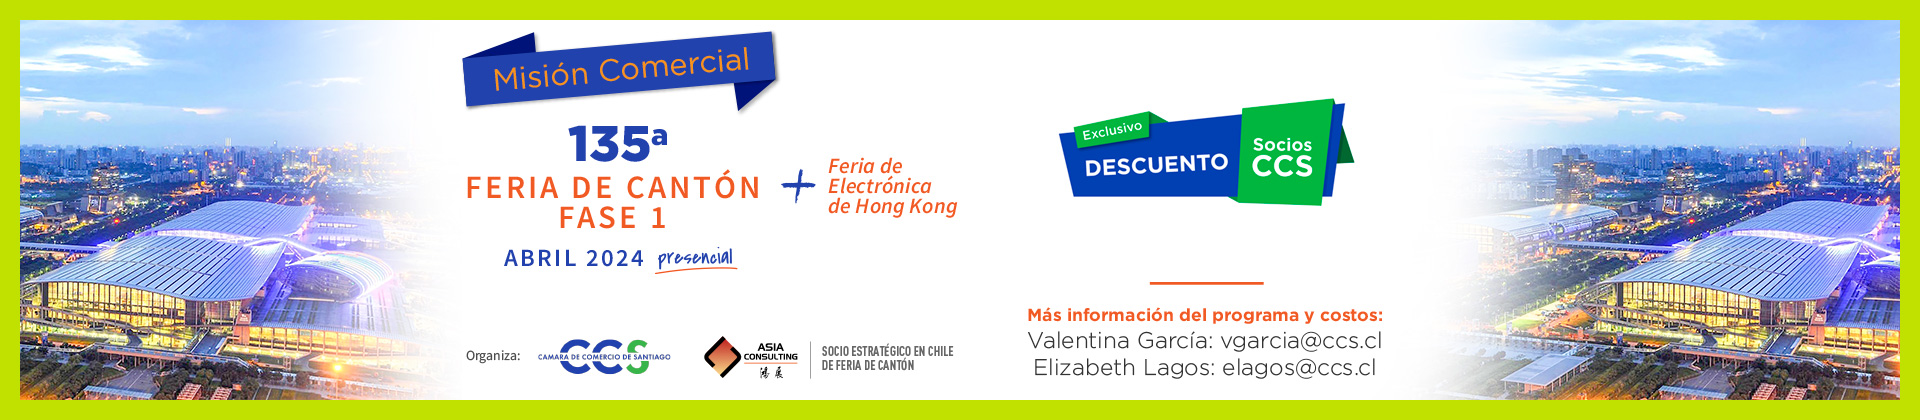 Misión Comercial
135ª
FERIA DE CANTÓN
FASE 1
ABRIL 2024 presencial
+
Feria de
Electrónica
de Hong Kong
Organiza:
CCS
CAMARA DE COMERCIO DE SANTIAGO
ASIA
CONSULTING
鴻展
SOCIO ESTRATÉGICO EN CHILE
DE FERIA DE CANTÓN
Exclusivo
DESCUENTO
Socios
CCS
Más información del programa y costos:
Valentina García: vgarcia@ccs.cl
Elizabeth Lagos: elagos@ccs.cl